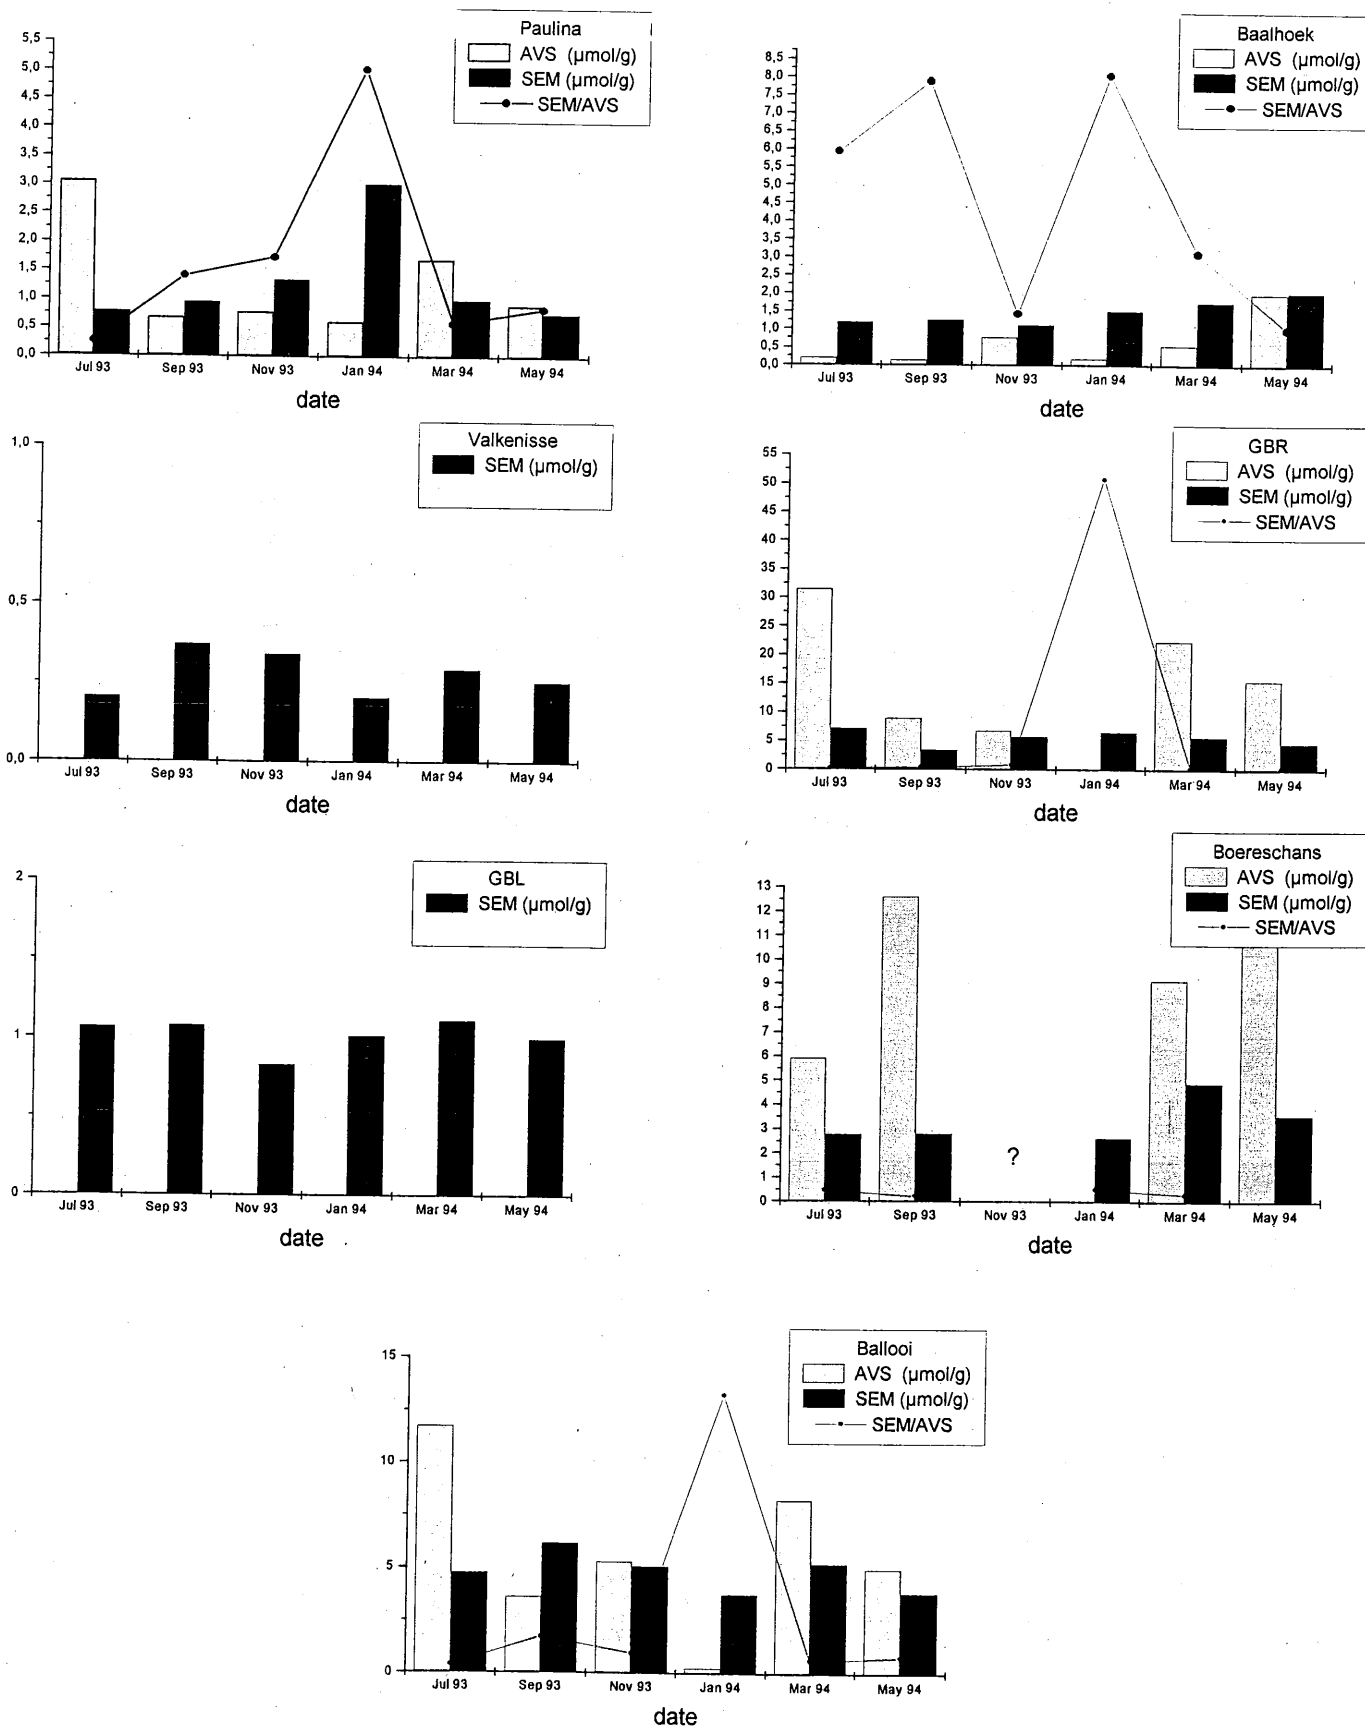 Paulina
AVS (µmol/g)
SEM (µmol/g)
SEM/AVS
5,5
5,0
4,5
4,0
3,5
3,0
2,5
2,0
1,5
1,0
0,5
0,0
Jul 93 Sep 93 Nov 93 Jan 94 Mar 94 May 94
date
Baalhoek
AVS (µmol/g)
SEM (µmol/g)
SEM/AVS
8,5
8,0
7,5
7,0
6,5
6,0
5,5
5,0
4,5
4,0
3,5
3,0
2,5
2,0
1,5
1,0
0,5
0,0
Jul 93 Sep 93 Nov 93 Jan 94 Mar 94 May 94
date
Valkenisse
SEM (µmol/g)
1,0
0,5
0,0
Jul 93 Sep 93 Nov 93 Jan 94 Mar 94 May 94
date
GBR
AVS (µmol/g)
SEM (µmol/g)
SEM/AVS
55
50
45
40
35
30
25
20
15
10
5
0
Jul 93 Sep 93 Nov 93 Jan 94 Mar 94 May 94
date
GBL
SEM (µmol/g)
2
1
0
Jul 93 Sep 93 Nov 93 Jan 94 Mar 94 May 94
date
Boereschans
AVS (µmol/g)
SEM (µmol/g)
SEM/AVS
13
12
11
10
9
8
7
6
5
4
3
2
1
0
?
Jul 93 Sep 93 Nov 93 Jan 94 Mar 94 May 94
date
Ballooi
AVS (µmol/g)
SEM (µmol/g)
SEM/AVS
15
10
5
0
Jul 93 Sep 93 Nov 93 Jan 94 Mar 94 May 94
date